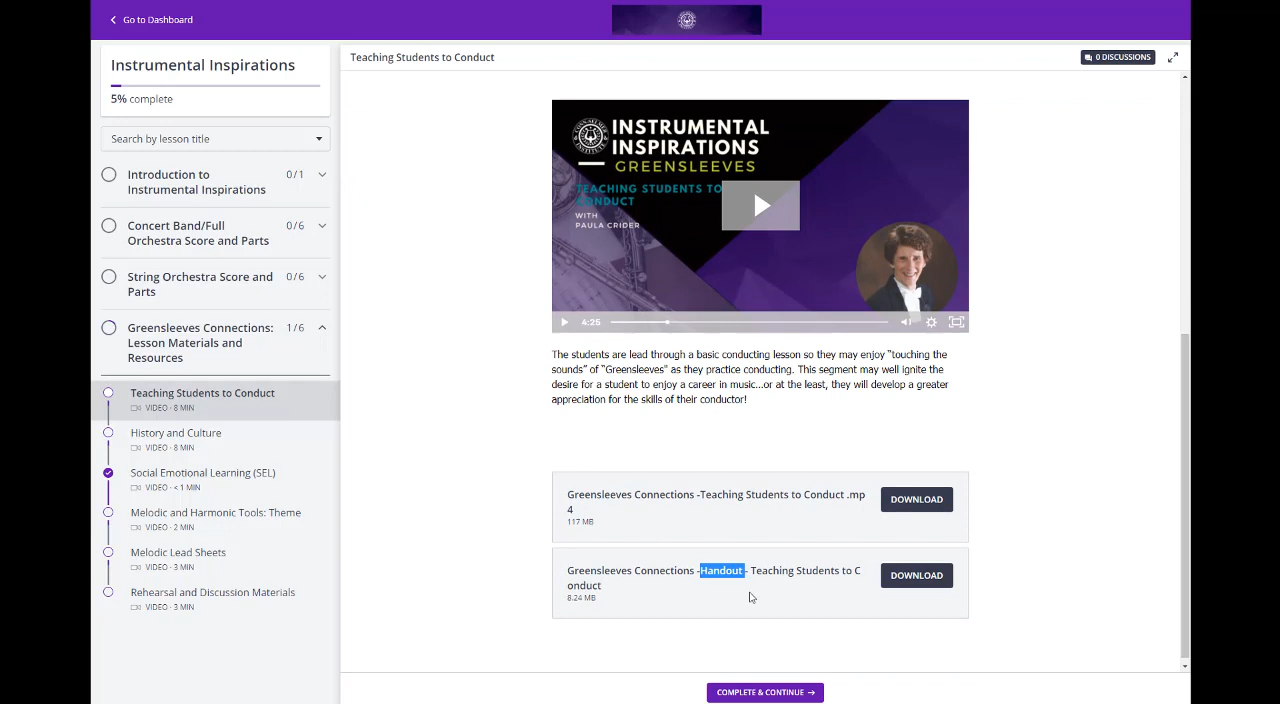 Go to Dashboard
Instrumental Inspirations
5% complete
Search by lesson title
Introduction to
Instrumental Inspirations
0/1
Concert Band/Full
Orchestra Score and Parts
0/6
String Orchestra Score and
Parts
0/6
Greensleeves Connections:
Lesson Materials and
Resources
1/6
Teaching Students to Conduct
VIDEO · 8 MIN
History and Culture
VIDEO · 8 MIN
Social Emotional Learning (SEL)
VIDEO · < 1 MIN
Melodic and Harmonic Tools: Theme
VIDEO · 2 MIN
Melodic Lead Sheets
VIDEO · 3 MIN
Rehearsal and Discussion Materials
VIDEO · 3 MIN
Teaching Students to Conduct
0 DISCUSSIONS
INSTRUMENTAL
INSPIRATIONS
GREENSLEEVES
TEACHING STUDENTS TO
CONDUCT
WITH
PAULA CRIDER
4:25
The students are lead through a basic conducting lesson so they may enjoy "touching the
sounds" of "Greensleeves" as they practice conducting. This segment may well ignite the
desire for a student to enjoy a career in music...or at the least, they will develop a greater
appreciation for the skills of their conductor!
Greensleeves Connections -Teaching Students to Conduct .mp
4
117 MB
DOWNLOAD
Greensleeves Connections -Handout - Teaching Students to C
onduct
8.24 MB
DOWNLOAD
COMPLETE & CONTINUE →